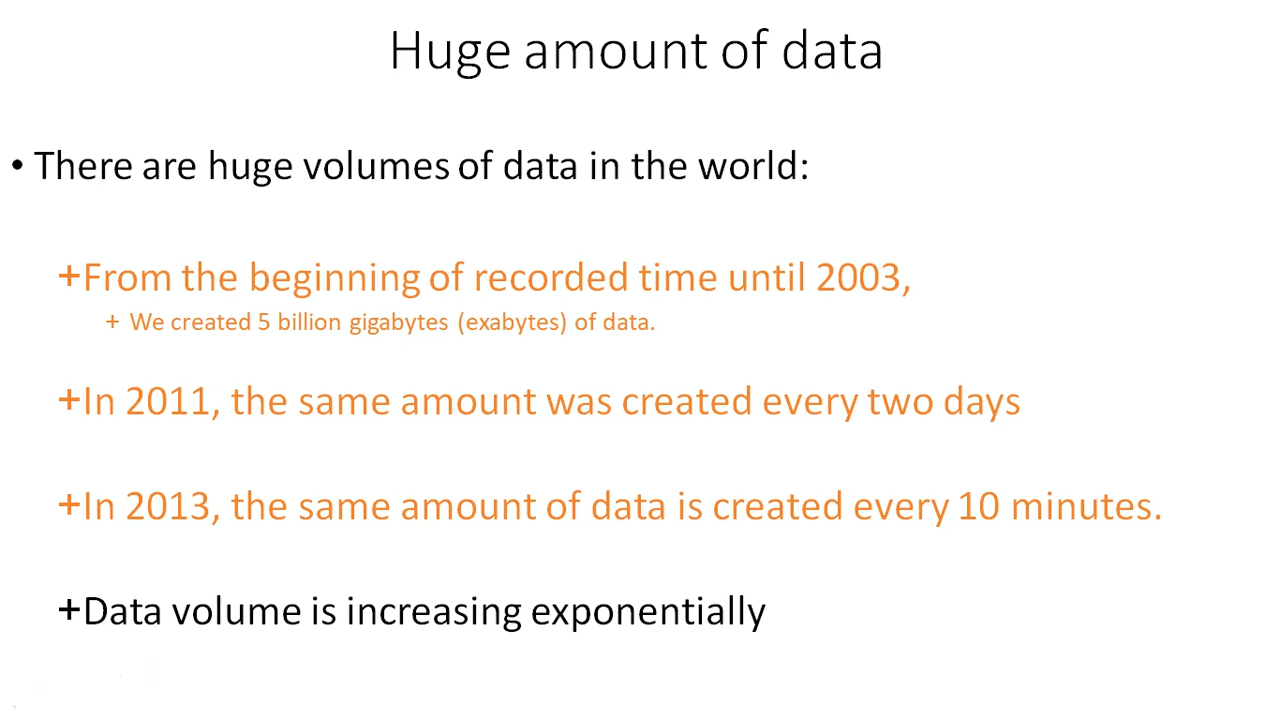 Huge amount of data
• There are huge volumes of data in the world:
+From the beginning of recorded time until 2003,
+ We created 5 billion gigabytes (exabytes) of data.
+In 2011, the same amount was created every two days
+In 2013, the same amount of data is created every 10 minutes.
+Data volume is increasing exponentially